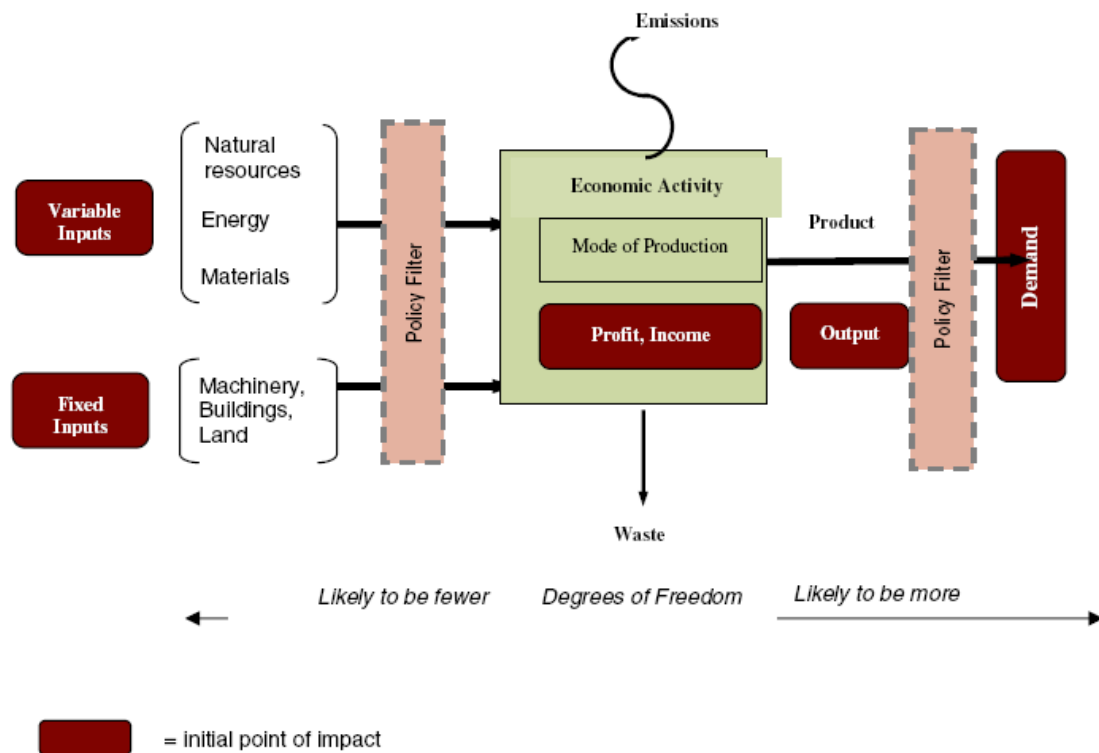 Emissions
Natural
resources
Variable
Inputs
Energy
Materials
Policy Filter
Economic Activity
Mode of Production
Profit, Income
Product
Output
Policy Filter
Demand
Fixed
Inputs
Machinery,
Buildings,
Land
Waste
Likely to be fewer Degrees of Freedom Likely to be more
= initial point of impact